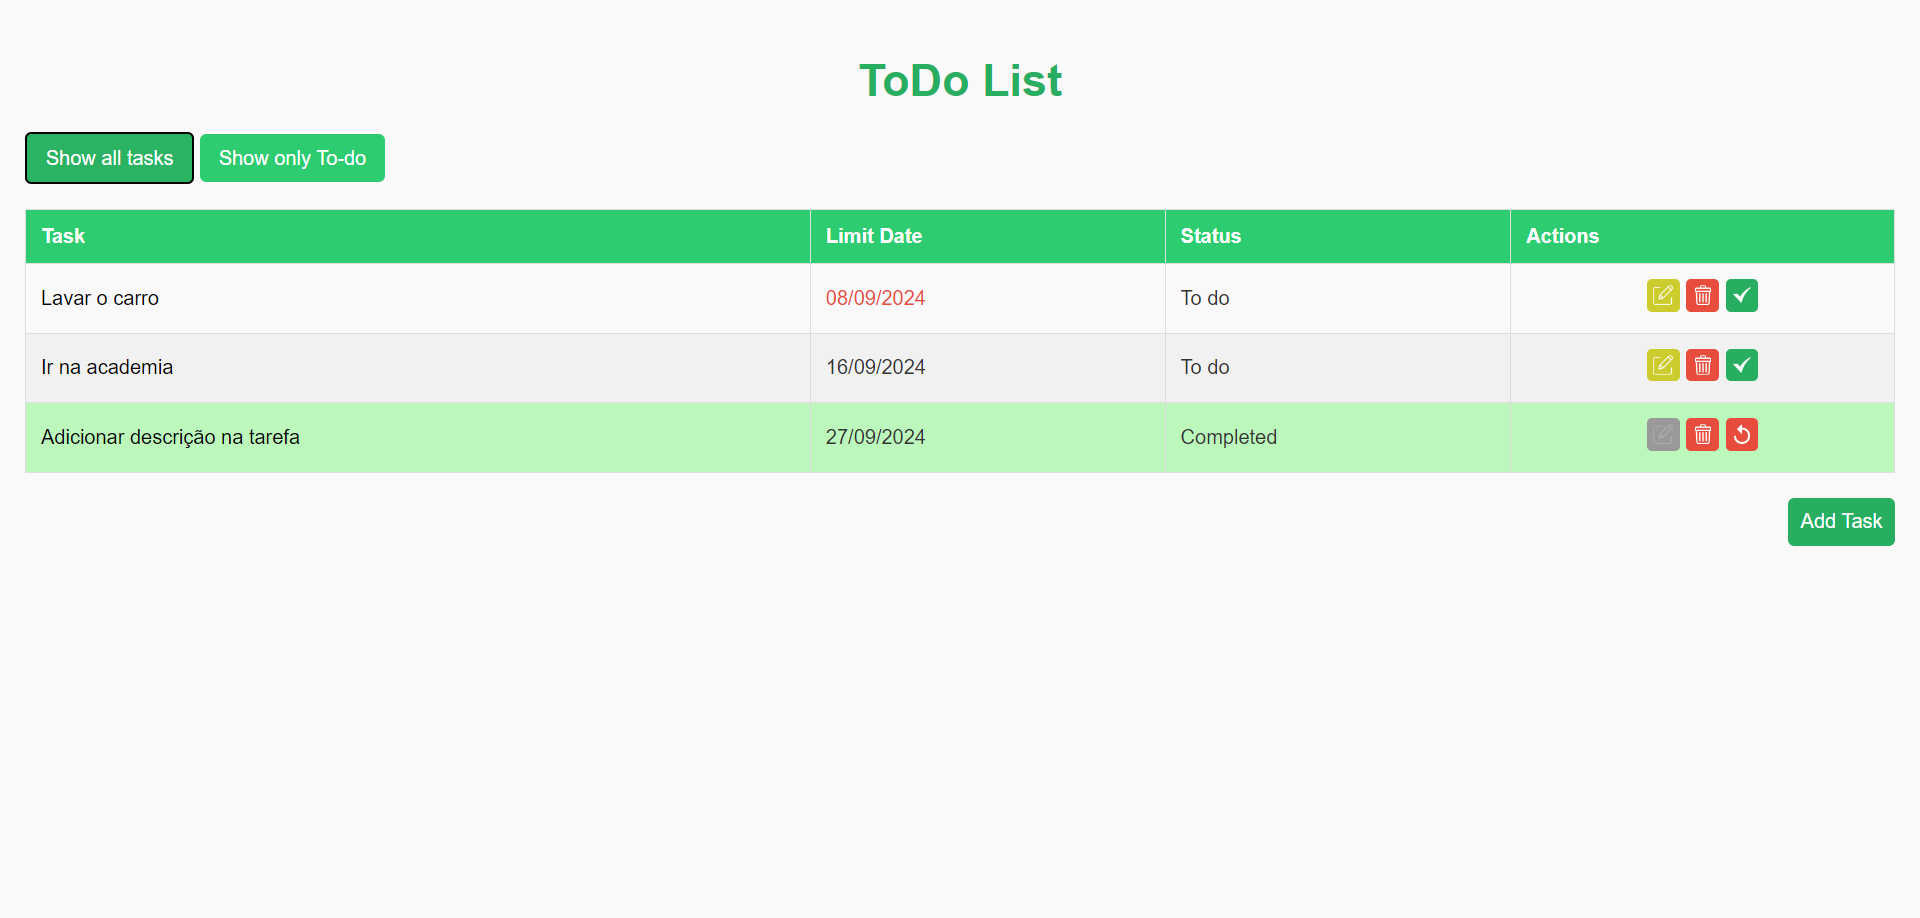 ToDo List
Show all tasks Show only To-do
Task Limit Date Status Actions
Lavar o carro 08/09/2024 To do
Ir na academia 16/09/2024 To do
Adicionar descrição na tarefa 27/09/2024 Completed
Add Task